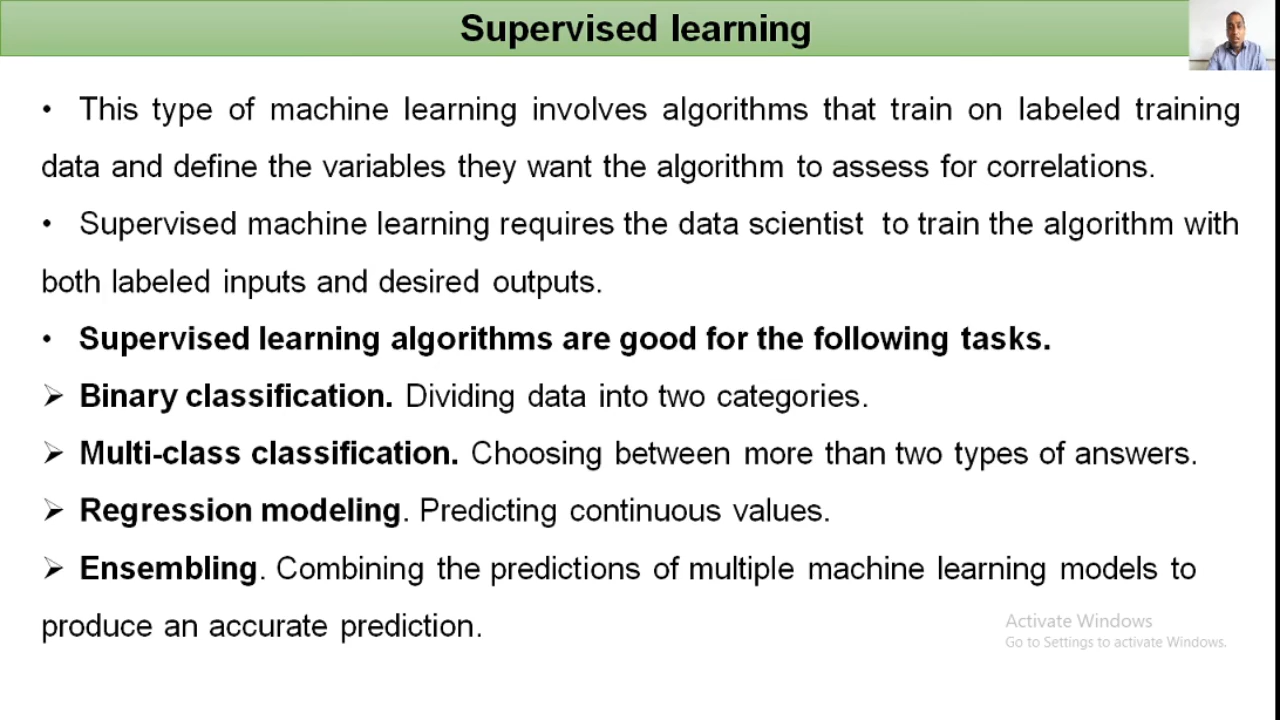 Supervised learning
• This type of machine learning involves algorithms that train on labeled training
data and define the variables they want the algorithm to assess for correlations.
• Supervised machine learning requires the data scientist to train the algorithm with
both labeled inputs and desired outputs.
• Supervised learning algorithms are good for the following tasks.
➢ Binary classification. Dividing data into two categories.
➢ Multi-class classification. Choosing between more than two types of answers.
➢ Regression modeling. Predicting continuous values.
➢ Ensembling. Combining the predictions of multiple machine learning models to
produce an accurate prediction.
Activate Windows
Go to Settings to activate Windows.